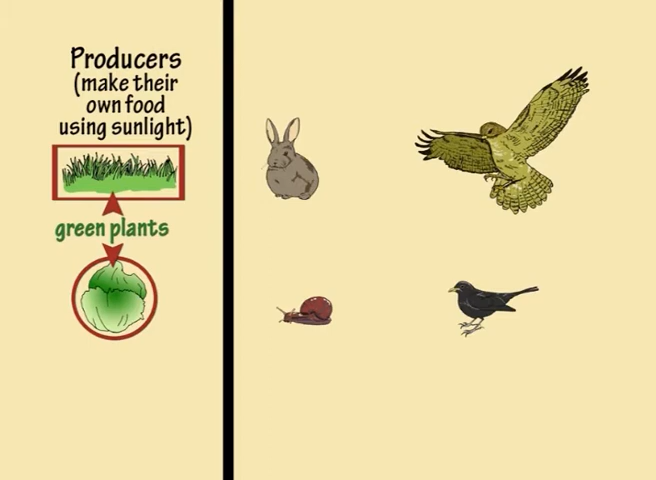 Producers
(make their
own food
using sunlight)
green plants